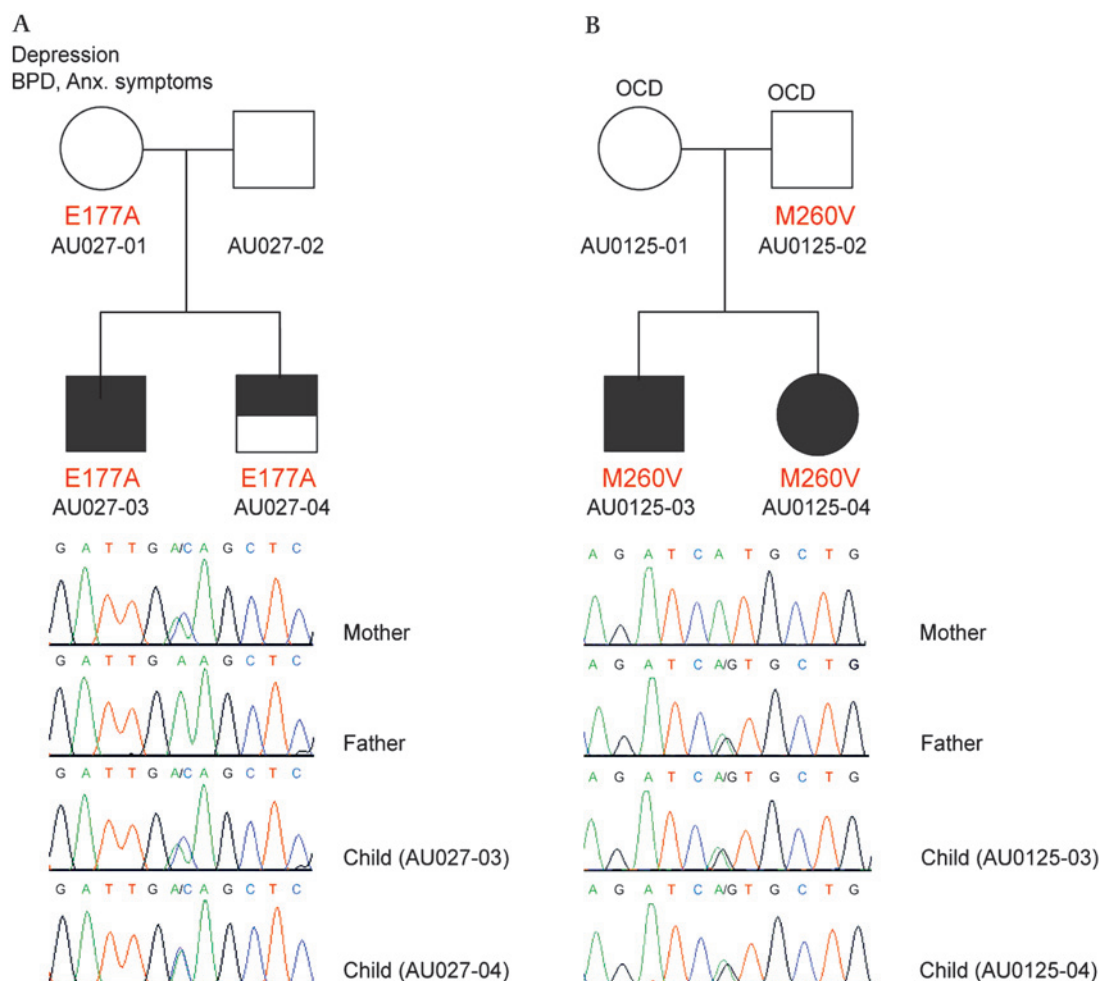 A
Depression
BPD, Anx. symptoms
E177A
AU027-01
AU027-02
E177A
AU027-03
E177A
AU027-04
G A T T G A/C A G C T C
Mother
G A T T G A A G C T C
Father
G A T T G A/C A G C T C
Child (AU027-03)
G A T T G A/C A G C T C
Child (AU027-04)
B
OCD
OCD
AU0125-01
M260V
AU0125-02
M260V
AU0125-03
M260V
AU0125-04
A G A T C A T G C T G
Mother
A G A T C A/G T G C T G
Father
A G A T C A/G T G C T G
Child (AU0125-03)
A G A T C A/G T G C T G
Child (AU0125-04)